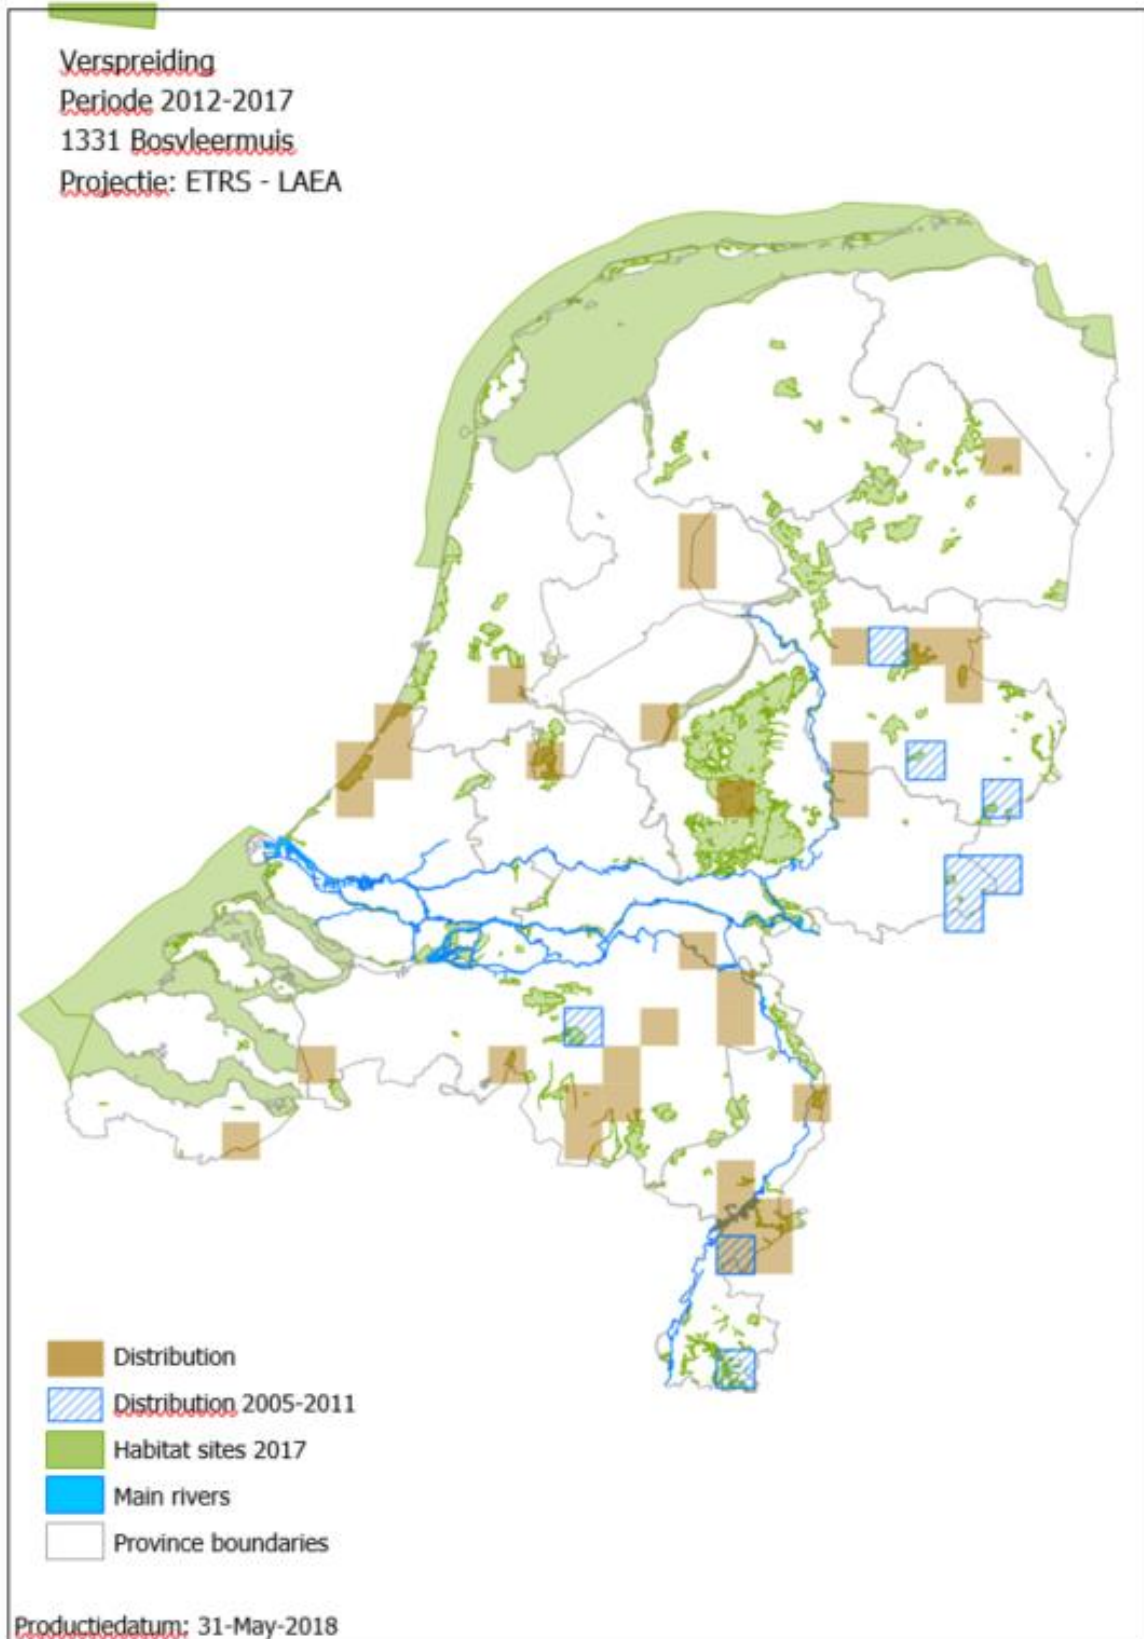 Verspreiding
Periode 2012-2017
1331 Bosvleermuis
Projectie: ETRS - LAEA
Distribution
Distribution 2005-2011
Habitat sites 2017
Main rivers
Province boundaries
Productiedatum: 31-May-2018